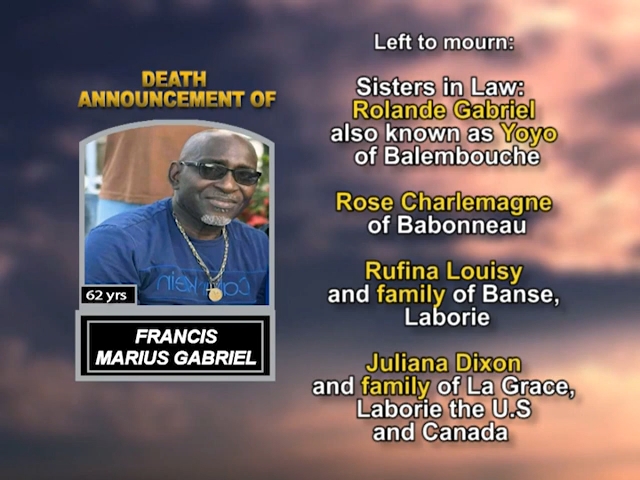 DEATH
ANNOUNCEMENT OF
62 yrs
FRANCIS
MARIUS GABRIEL
Left to mourn:
Sisters in Law:
Rolande Gabriel
also known as Yoyo
of Balembouche
Rose Charlemagne
of Babonneau
Rufina Louisy
and family of Banse,
Laborie
Juliana Dixon
and family of La Grace,
Laborie the U.S
and Canada